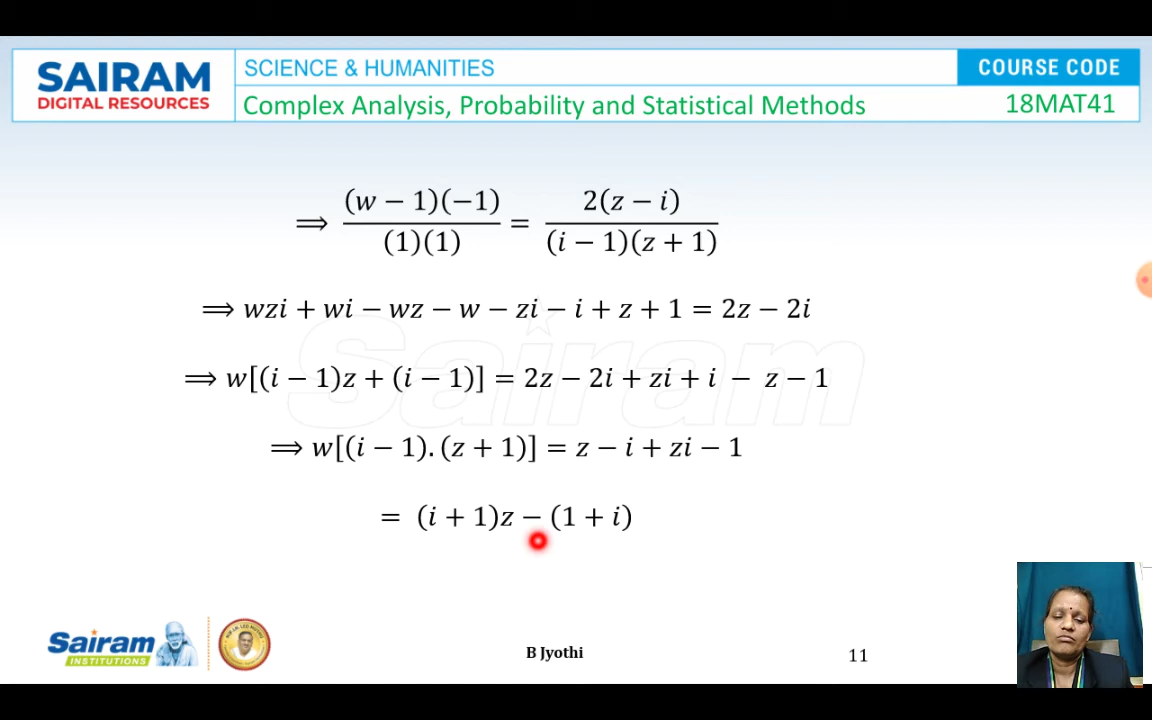 SAIRAM
DIGITAL RESOURCES
SCIENCE & HUMANITIES
COURSE CODE
Complex Analysis, Probability and Statistical Methods
18MAT41
⟹ (w − 1)(−1) / (1)(1) = 2(z − i) / (i − 1)(z + 1)
⟹ wzi + wi − wz − w − zi − i + z + 1 = 2z − 2i
⟹ w[(i − 1)z + (i − 1)] = 2z − 2i + zi + i − z − 1
⟹ w[(i − 1). (z + 1)] = z − i + zi − 1
= (i + 1)z − (1 + i)
Sairam
Sairam
INSTITUTIONS
B Jyothi
11